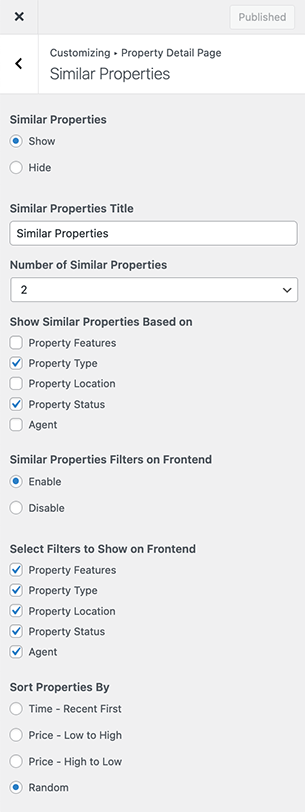 Published
Customizing • Property Detail Page
Similar Properties
Similar Properties
Show
Hide
Similar Properties Title
Similar Properties
Number of Similar Properties
2
Show Similar Properties Based on
Property Features
Property Type
Property Location
Property Status
Agent
Similar Properties Filters on Frontend
Enable
Disable
Select Filters to Show on Frontend
Property Features
Property Type
Property Location
Property Status
Agent
Sort Properties By
Time - Recent First
Price - Low to High
Price - High to Low
Random